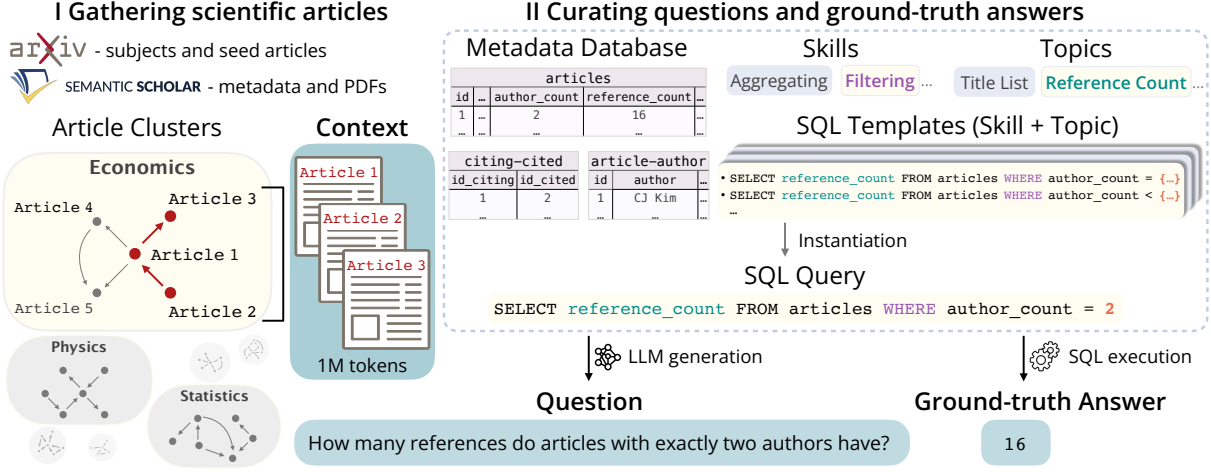 I Gathering scientific articles
arXiv - subjects and seed articles
SEMANTIC SCHOLAR - metadata and PDFs
Article Clusters
Economics
Article 3
Article 4
Article 1
Article 5
Article 2
Physics
Statistics
Context
Article 1
Article 2
Article 3
1M tokens
II Curating questions and ground-truth answers
Metadata Database
articles
id … author_count reference_count …
1 … 2 16 …
… … …
citing-cited
id_citing id_cited
1 2
… …
article-author
id author …
1 CJ Kim …
… …
Skills
Aggregating Filtering …
Topics
Title List Reference Count …
SQL Templates (Skill + Topic)
• SELECT reference_count FROM articles WHERE author_count = {…}
• SELECT reference_count FROM articles WHERE author_count < {…}
…
Instantiation
SQL Query
SELECT reference_count FROM articles WHERE author_count = 2
LLM generation
SQL execution
Question
How many references do articles with exactly two authors have?
Ground-truth Answer
16